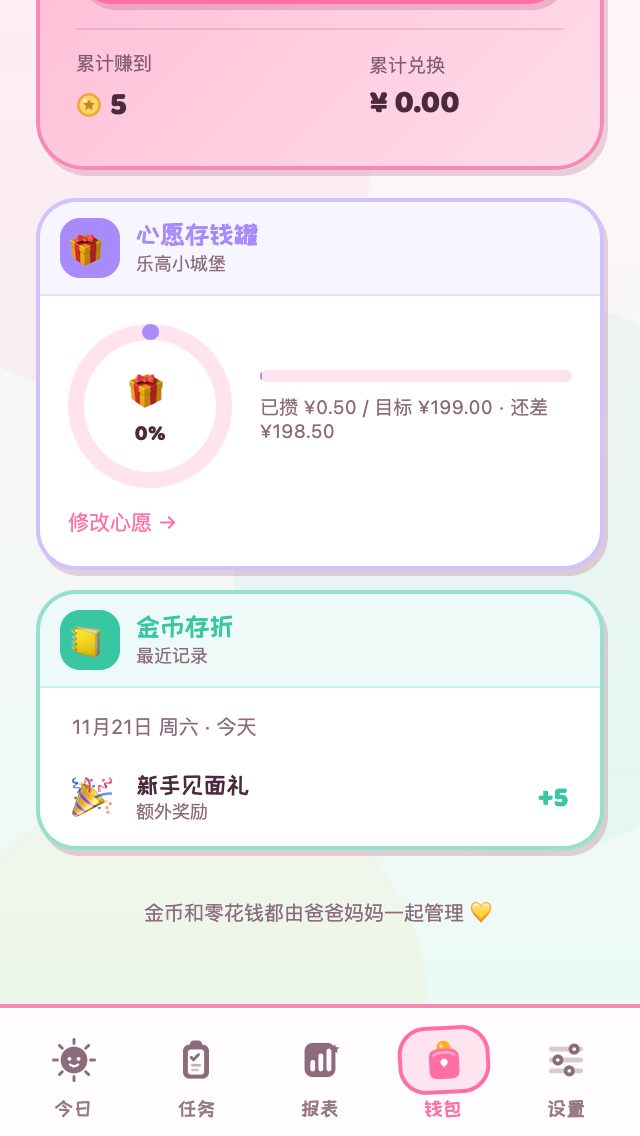 累计赚到
累计兑换
5
¥ 0.00
心愿存钱罐
乐高小城堡
0%
已攒 ¥0.50 / 目标 ¥199.00 · 还差
¥198.50
修改心愿 →
金币存折
最近记录
11月21日 周六 · 今天
新手见面礼
额外奖励
+5
金币和零花钱都由爸爸妈妈一起管理 💛
今日
任务
报表
钱包
设置